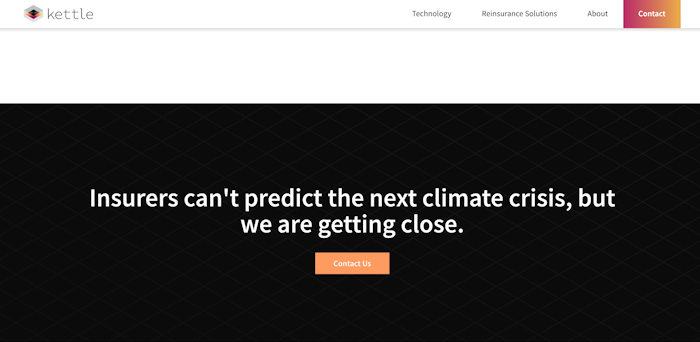 kettle
Technology
Reinsurance Solutions
About
Contact
Insurers can't predict the next climate crisis, but
we are getting close.
Contact Us